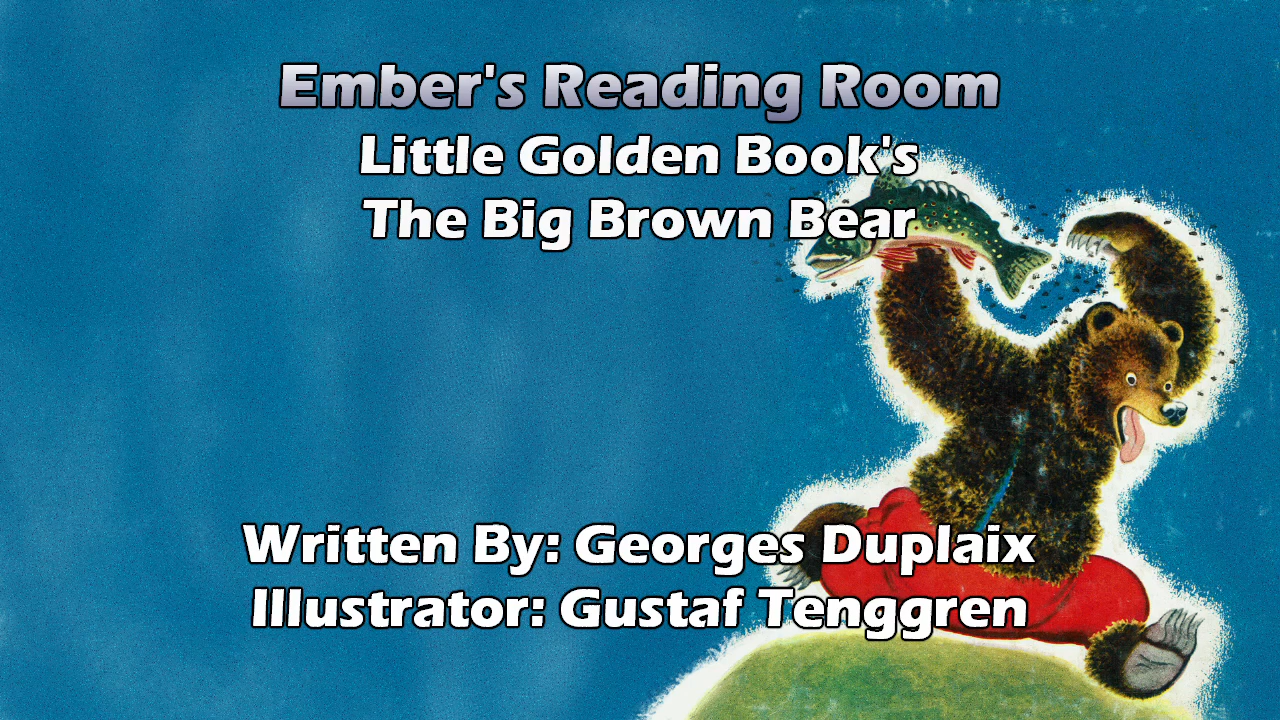 Ember's Reading Room
Little Golden Book's
The Big Brown Bear
Written By: Georges Duplaix
Illustrator: Gustaf Tenggren